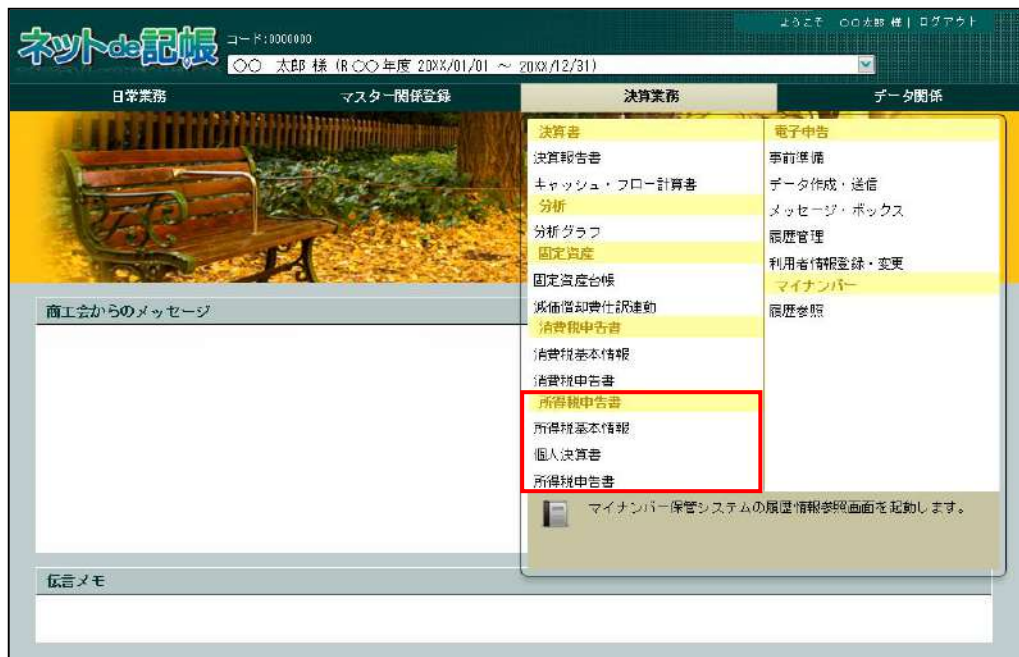 ようこそ 〇〇太郎 様 | ログアウト
ネットde記帳
コード:0000000
〇〇 太郎 様 (R〇〇年度 20XX/01/01 ～ 20XX/12/31)
日常業務 マスター関係登録 決算業務 データ関係
決算書
決算報告書
キャッシュ・フロー計算書
分析
分析グラフ
固定資産
固定資産台帳
減価償却費仕訳連動
消費税申告書
消費税基本情報
消費税申告書
所得税申告書
所得税基本情報
個人決算書
所得税申告書
電子申告
事前準備
データ作成・送信
メッセージ・ボックス
履歴管理
利用者情報登録・変更
マイナンバー
履歴参照
マイナンバー保管システムの履歴情報参照画面を起動します。
商工会からのメッセージ
伝言メモ